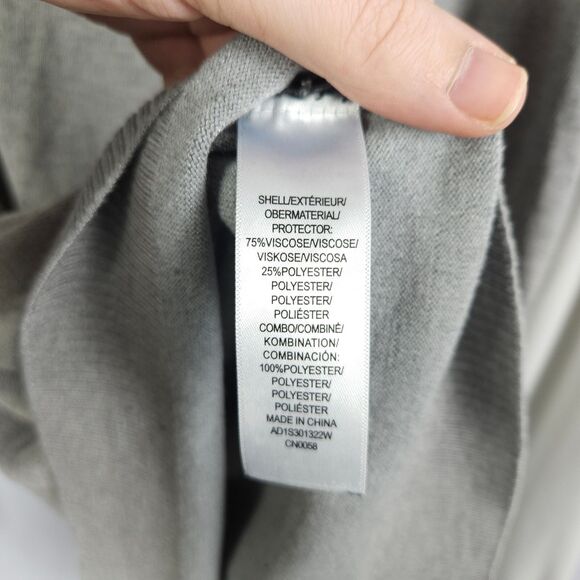 SHELL/EXTÉRIEUR/
OBERMATERIAL/
PROTECTOR:
75%VISCOSE/VISCOSE/
VISKOSE/VISCOSA
25%POLYESTER/
POLYESTER/
POLYESTER/
POLIÉSTER
COMBO/COMBINÉ/
KOMBINATION/
COMBINACIÓN:
100%POLYESTER/
POLYESTER/
POLYESTER/
POLIÉSTER
MADE IN CHINA
AD1S301322W
CN0058